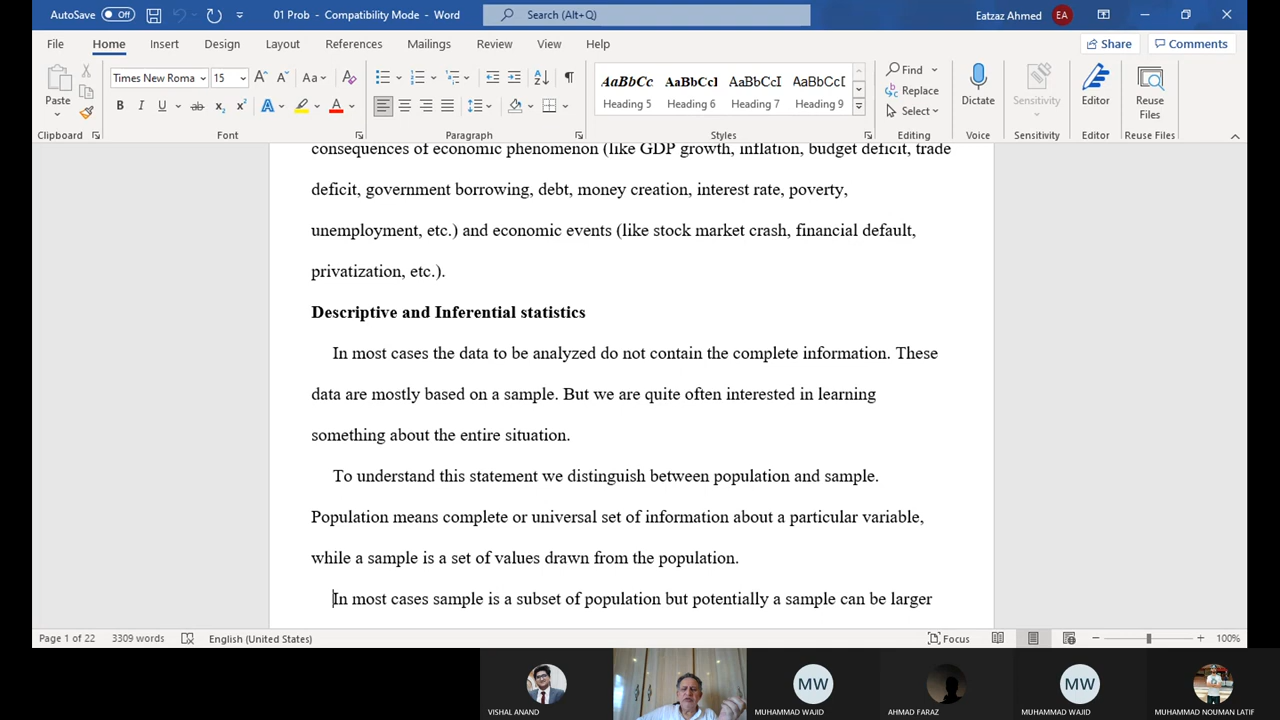 AutoSave Off 01 Prob - Compatibility Mode - Word Search (Alt+Q) Eatzaz Ahmed EA
File Home Insert Design Layout References Mailings Review View Help Share Comments
Paste Times New Roma 15 Aa AaBbCc AaBbCcI AaBbCcI AaBbCcI Find Dictate Sensitivity Editor Reuse Files
B I U ab x2 x2 A A Heading 5 Heading 6 Heading 7 Heading 9 Replace
Select
Clipboard Font Paragraph Styles Editing Voice Sensitivity Editor Reuse Files
consequences of economic phenomenon (like GDP growth, inflation, budget deficit, trade
deficit, government borrowing, debt, money creation, interest rate, poverty,
unemployment, etc.) and economic events (like stock market crash, financial default,
privatization, etc.).
Descriptive and Inferential statistics
In most cases the data to be analyzed do not contain the complete information. These
data are mostly based on a sample. But we are quite often interested in learning
something about the entire situation.
To understand this statement we distinguish between population and sample.
Population means complete or universal set of information about a particular variable,
while a sample is a set of values drawn from the population.
In most cases sample is a subset of population but potentially a sample can be larger
Page 1 of 22 3309 words English (United States) Focus 100%
MW MW
VISHAL ANAND MUHAMMAD WAJID AHMAD FARAZ MUHAMMAD WAJID MUHAMMAD NOUMAN LATIF